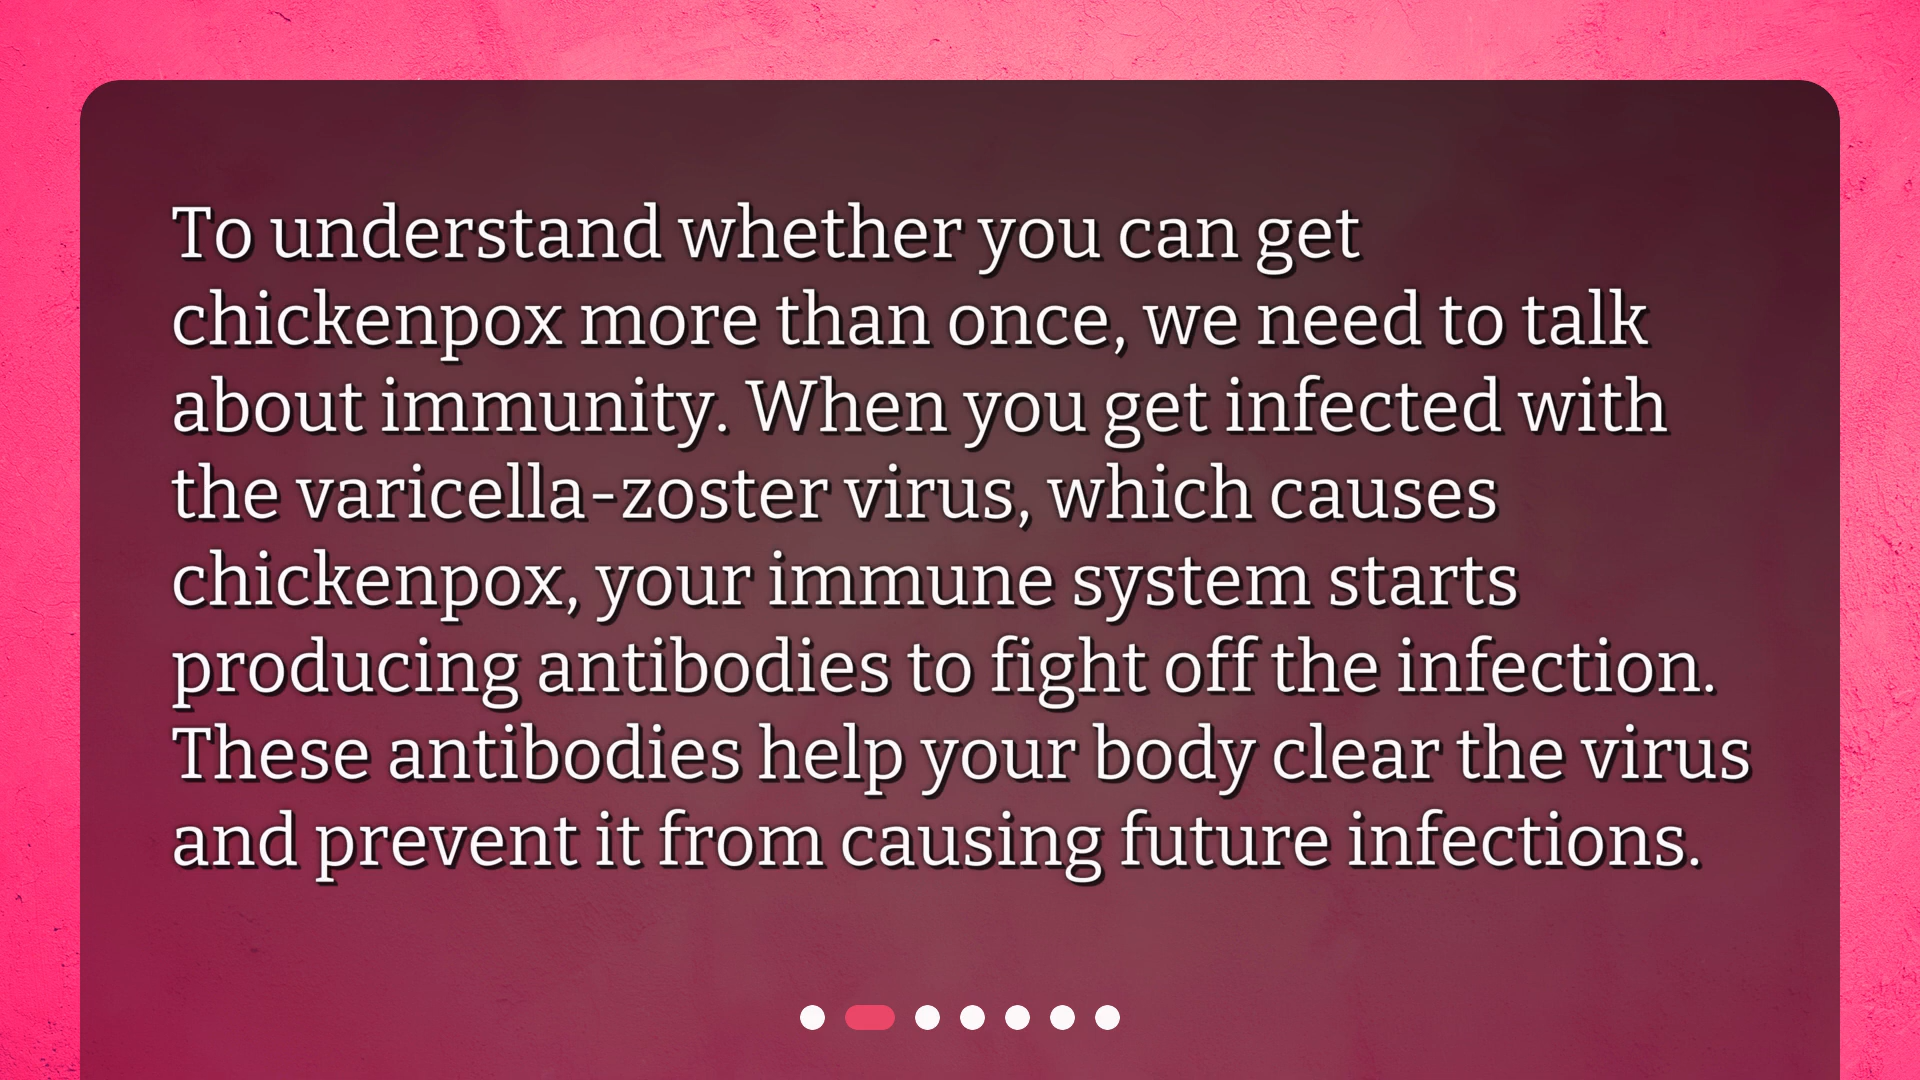 To understand whether you can get
chickenpox more than once, we need to talk
about immunity. When you get infected with
the varicella-zoster virus, which causes
chickenpox, your immune system starts
producing antibodies to fight off the infection.
These antibodies help your body clear the virus
and prevent it from causing future infections.